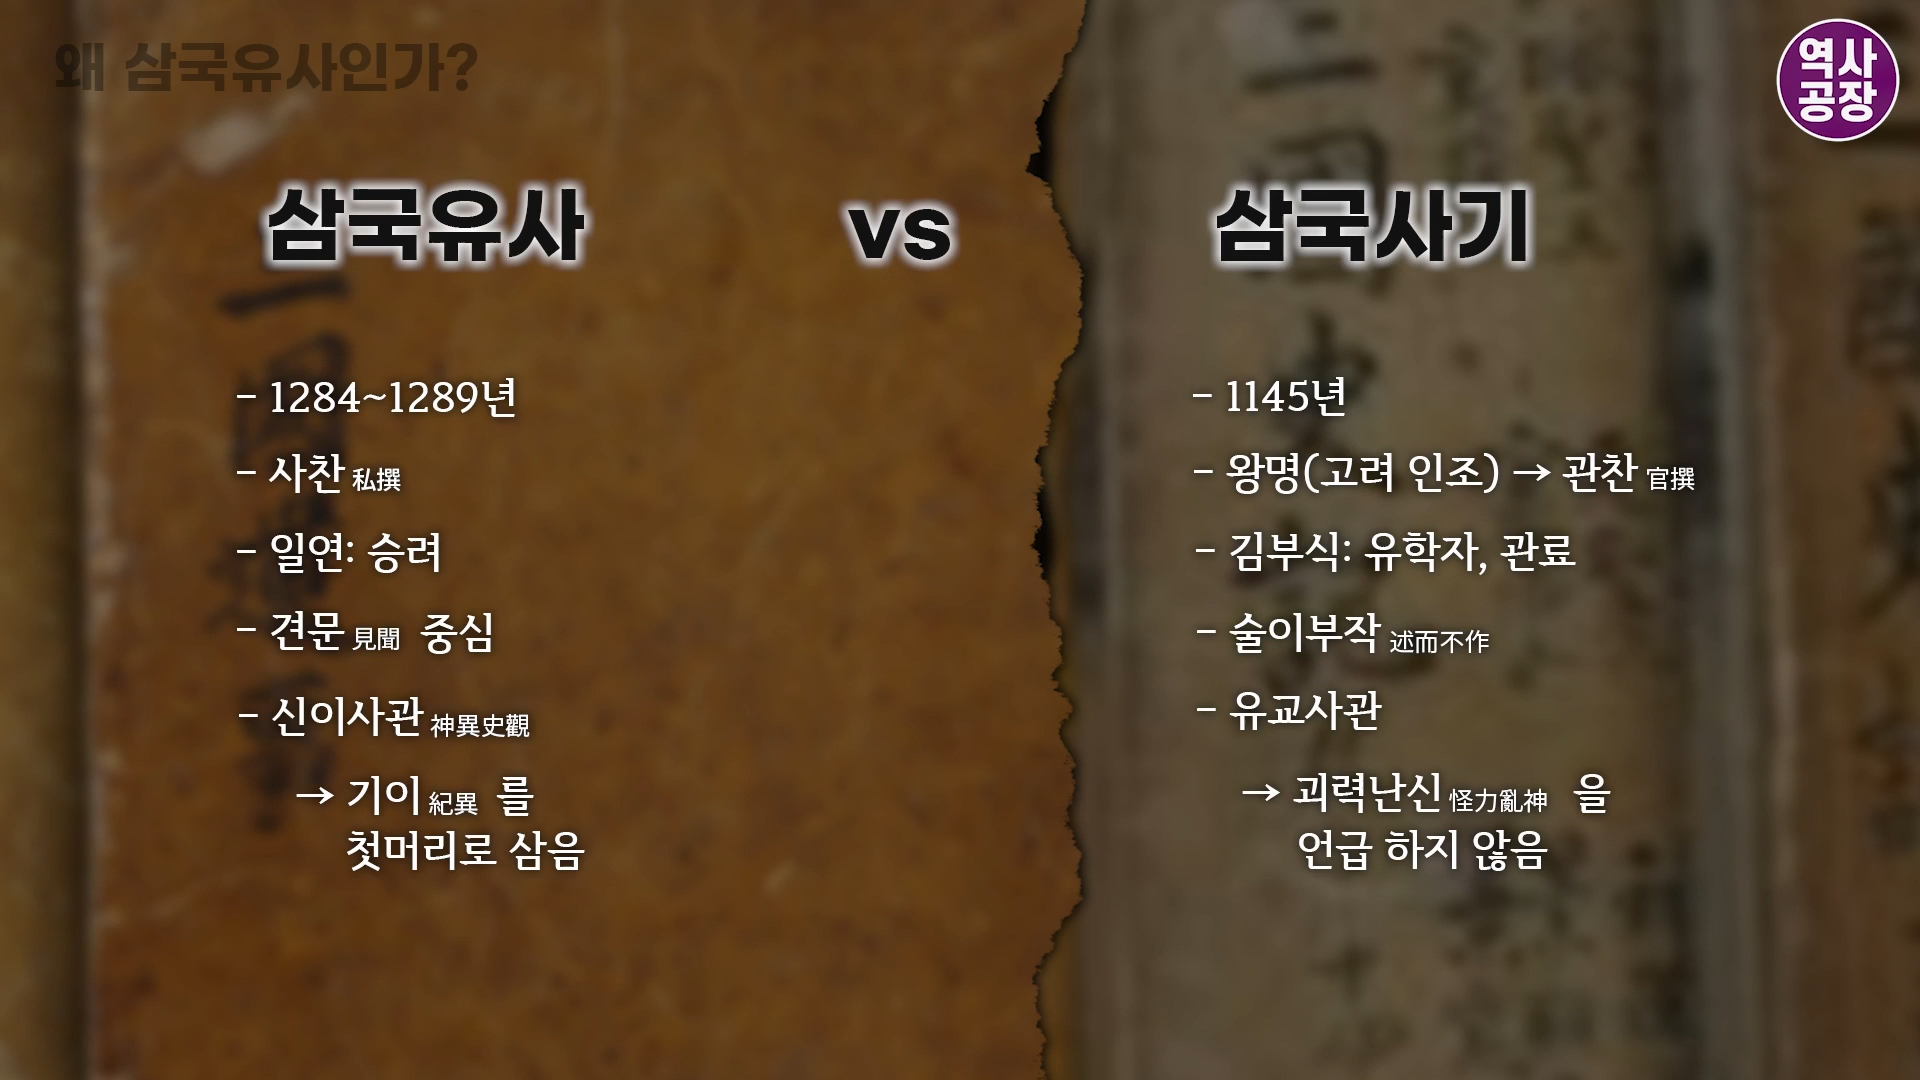 왜 삼국유사인가?
역사
공장
삼국유사 vs 삼국사기
- 1284~1289년
- 사찬 私撰
- 일연: 승려
- 견문 見聞 중심
- 신이사관 神異史觀
→ 기이 紀異 를
첫머리로 삼음
- 1145년
- 왕명(고려 인조) → 관찬 官撰
- 김부식: 유학자, 관료
- 술이부작 述而不作
- 유교사관
→ 괴력난신 怪力亂神 을
언급 하지 않음